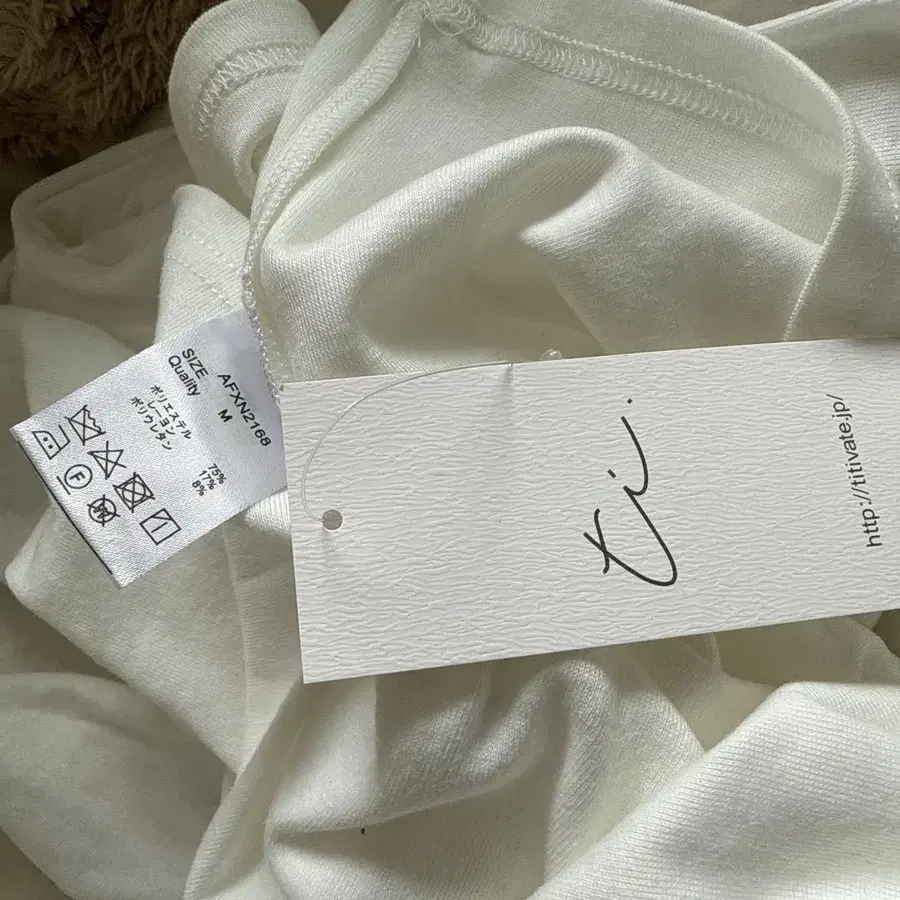 AFXN2168
SIZE M
Quality
ポリエステル 75%
レーヨン 17%
ポリウレタン 8%
F
W
ti.
http://titivate.jp/